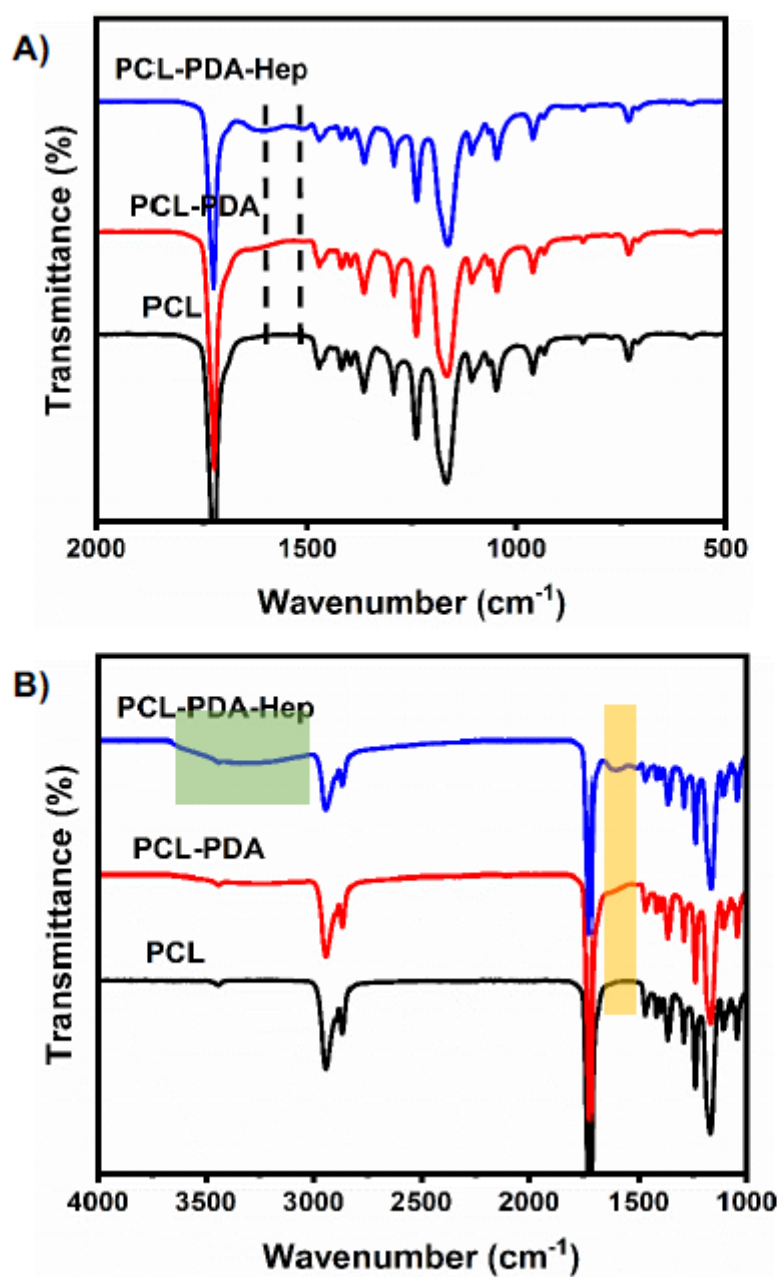 A)
PCL-PDA-Hep
PCL-PDA
PCL
Transmittance (%)
2000 1500 1000 500
Wavenumber (cm⁻¹)
B)
PCL-PDA-Hep
PCL-PDA
PCL
Transmittance (%)
4000 3500 3000 2500 2000 1500 1000
Wavenumber (cm⁻¹)